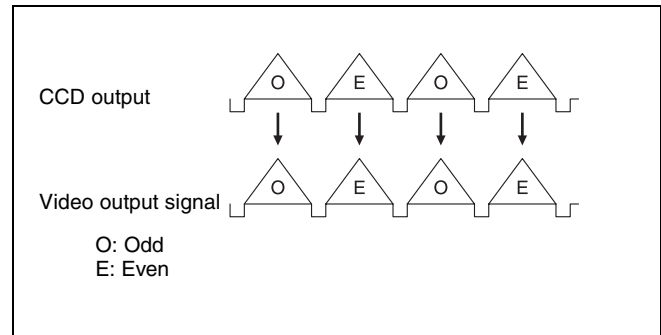 O E O E
CCD output
O E O E
Video output signal
O: Odd
E: Even